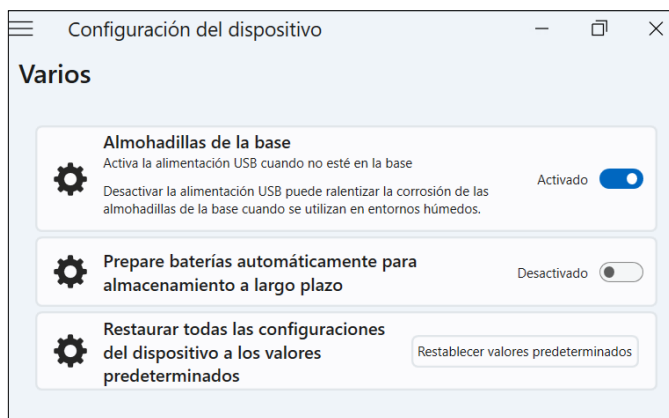 Configuración del dispositivo
Varios
Almohadillas de la base
Activa la alimentación USB cuando no esté en la base
Desactivar la alimentación USB puede ralentizar la corrosión de las
almohadillas de la base cuando se utilizan en entornos húmedos.
Activado
Prepare baterías automáticamente para
almacenamiento a largo plazo
Desactivado
Restaurar todas las configuraciones
del dispositivo a los valores
predeterminados
Restablecer valores predeterminados